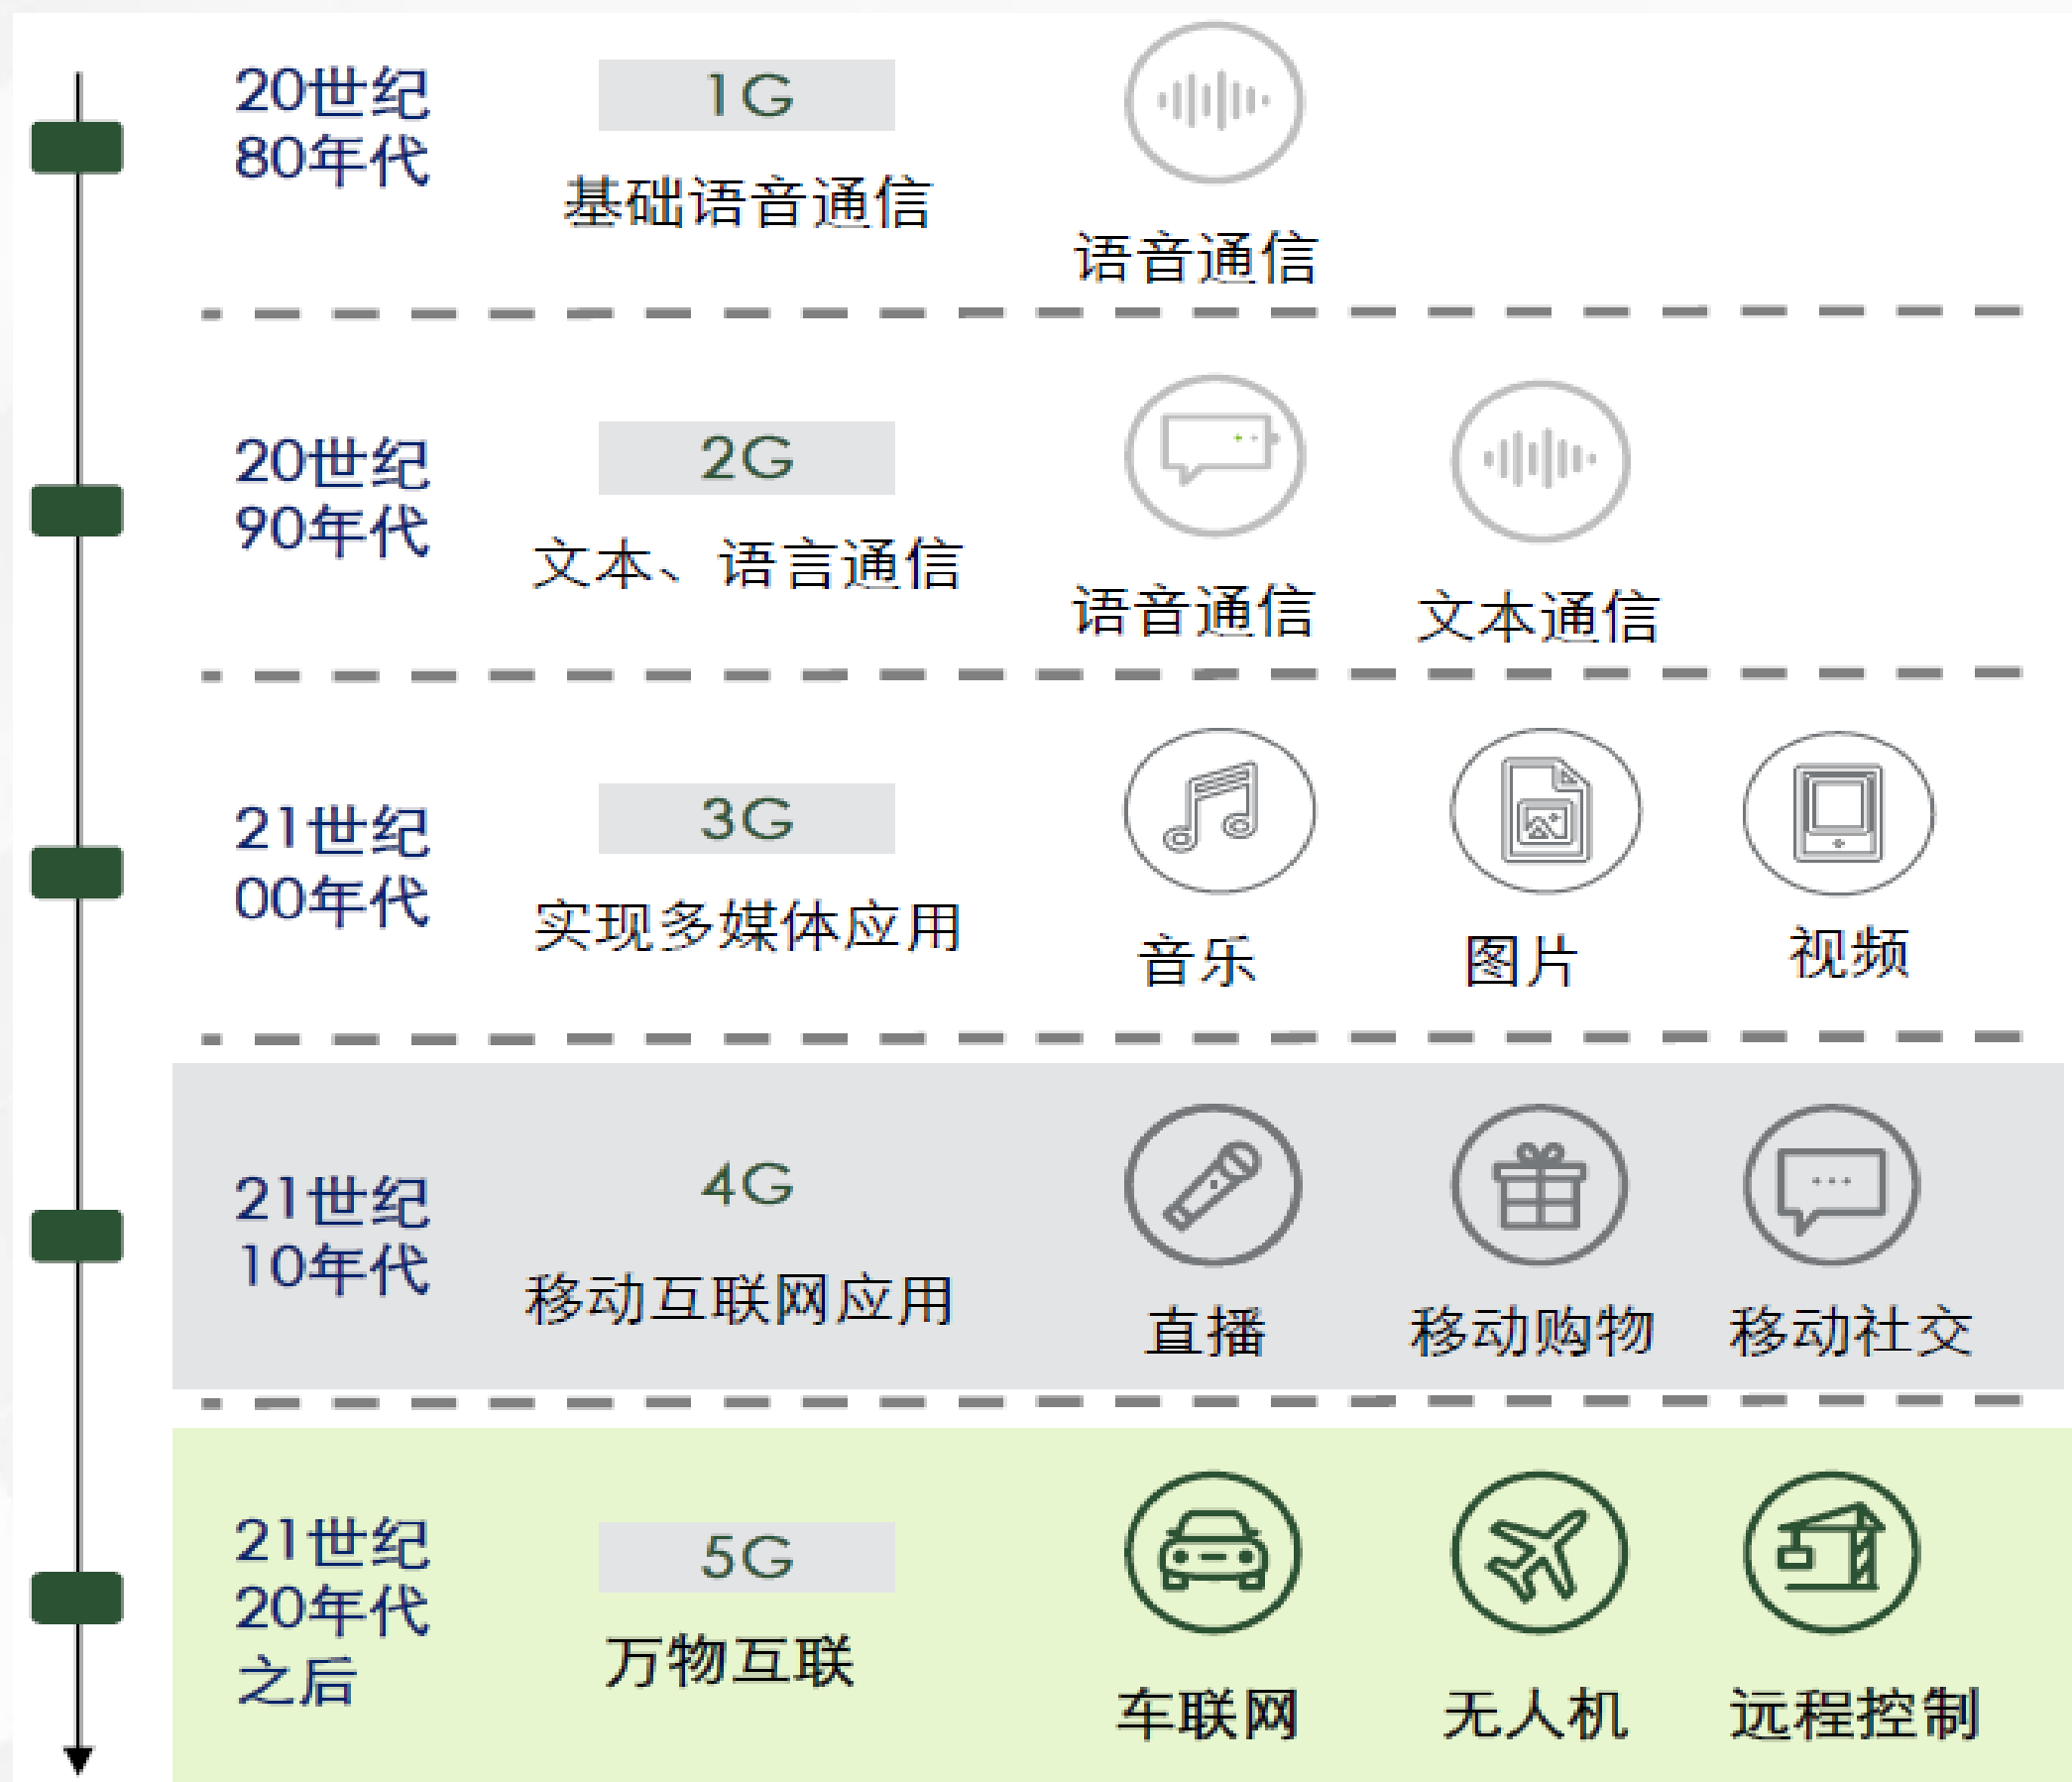 20世纪
80年代
1G
基础语音通信
语音通信
20世纪
90年代
2G
文本、语言通信
语音通信
文本通信
21世纪
00年代
3G
实现多媒体应用
音乐
图片
视频
21世纪
10年代
4G
移动互联网应用
直播
移动购物
移动社交
21世纪
20年代
之后
5G
万物互联
车联网
无人机
远程控制